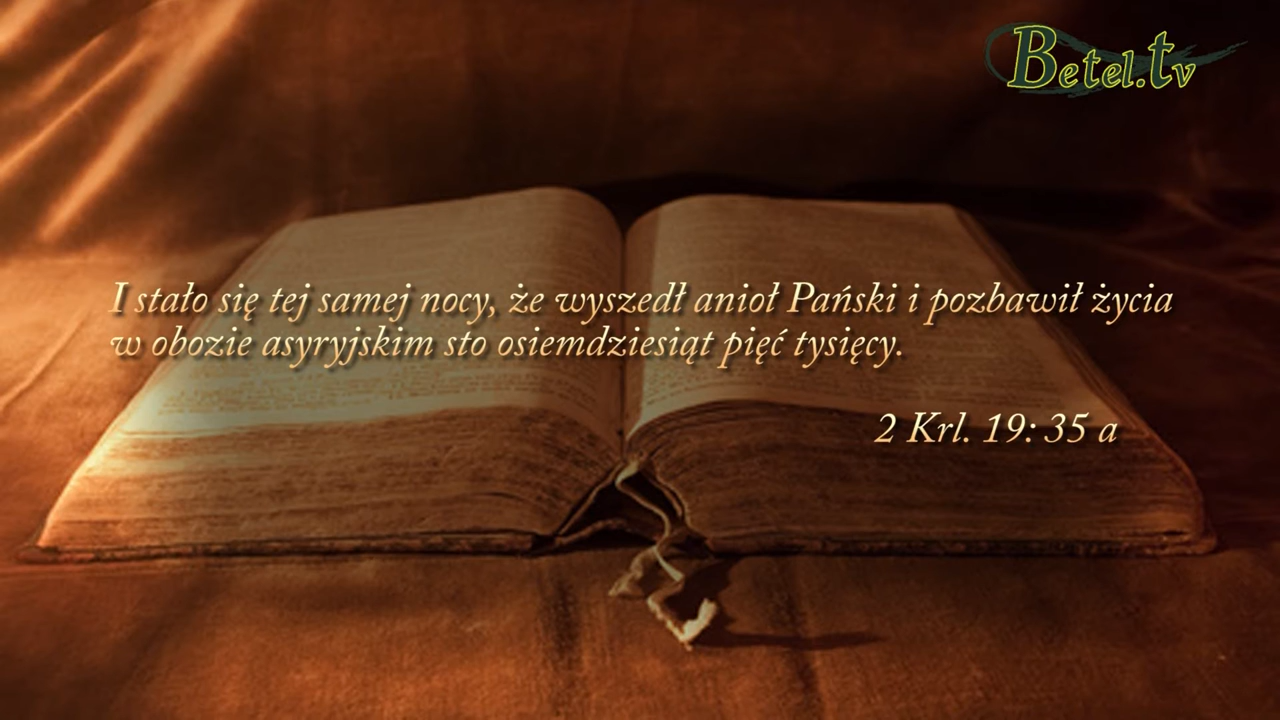 Betel.tv
I stało się tej samej nocy, że wyszedł anioł Pański i pozbawił życia
w obozie asyryjskim sto osiemdziesiąt pięć tysięcy.
2 Krl. 19: 35 a